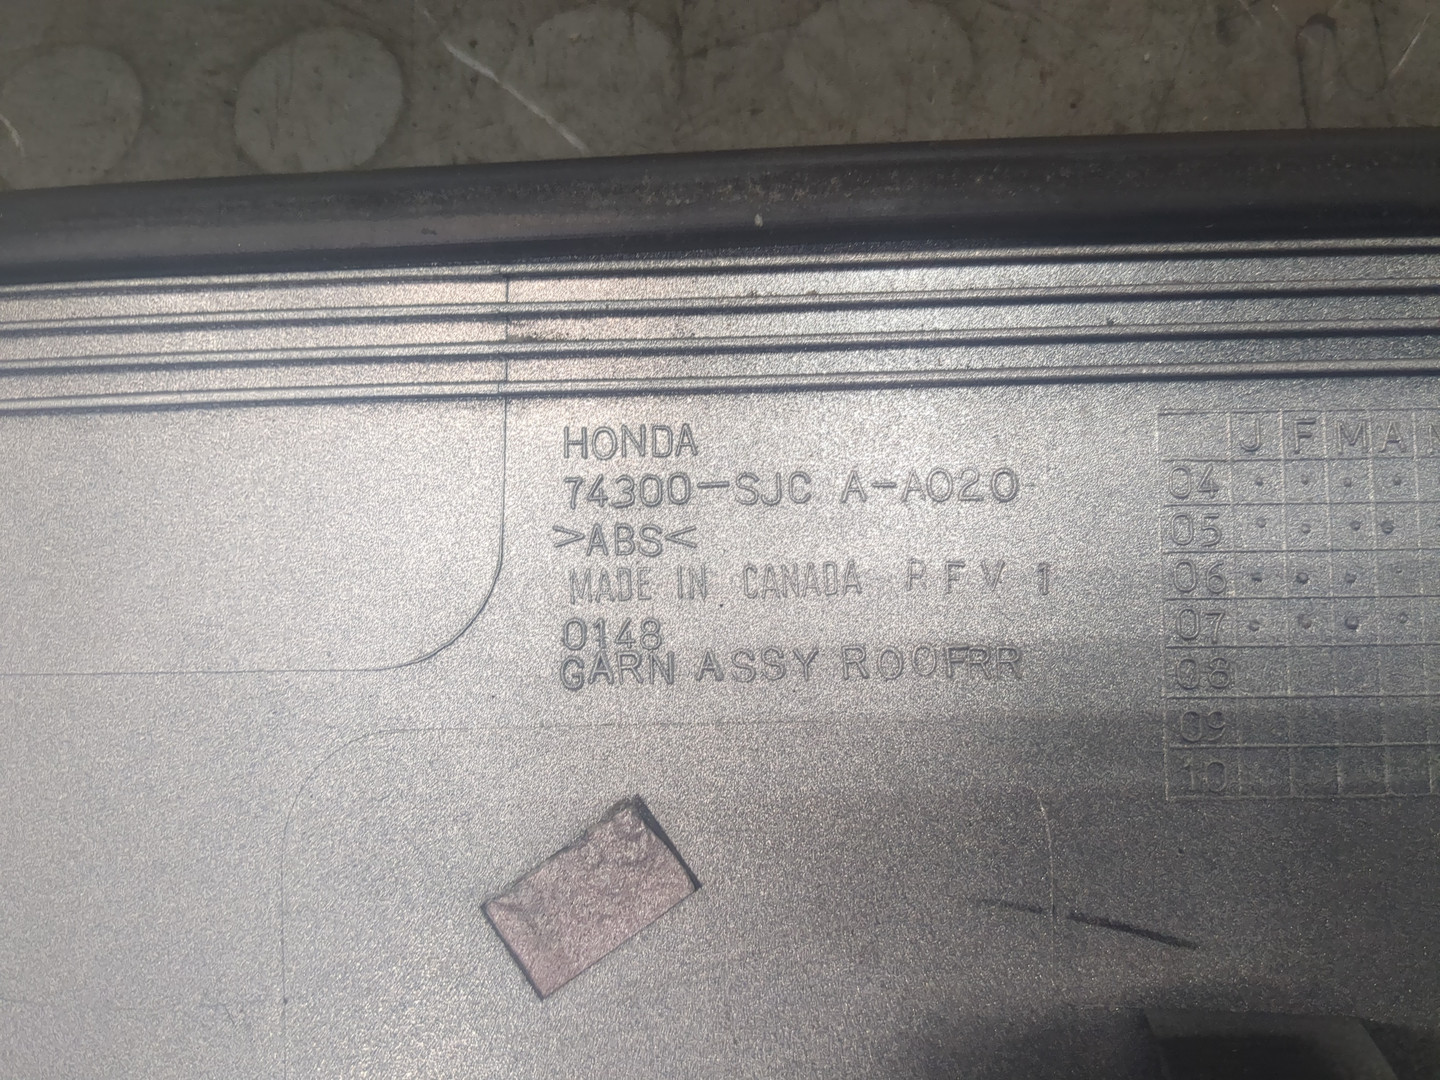 HONDA
74300-SJC A-A020
>ABS<
MADE IN CANADA P F V 1
0148
GARN ASSY ROOFRR
J F M A
04
05
06
07
08
09
10